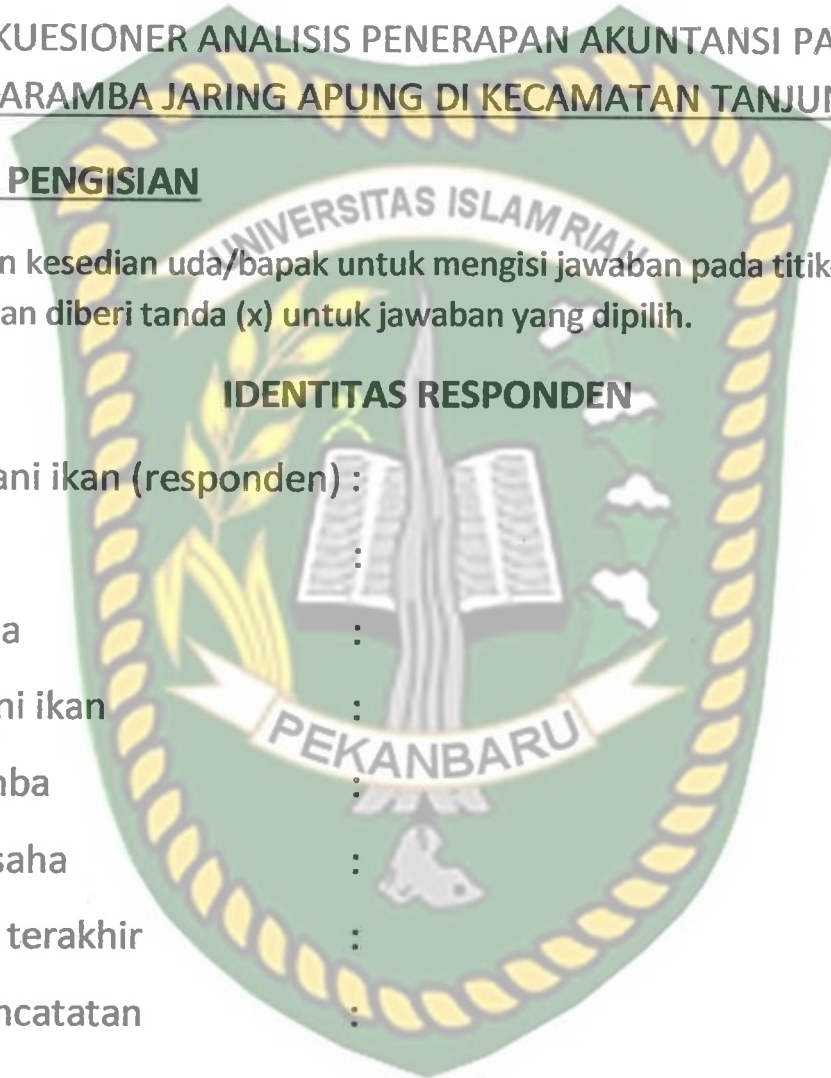 KUESIONER ANALISIS PENERAPAN AKUNTANSI PA
ARAMBA JARING APUNG DI KECAMATAN TANJUN
PENGISIAN
UNIVERSITAS ISLAM RIAU
n kesedian uda/bapak untuk mengisi jawaban pada titik-
an diberi tanda (x) untuk jawaban yang dipilih.
IDENTITAS RESPONDEN
ani ikan (responden) :
:
a :
ni ikan :
PEKANBARU
nba :
saha :
terakhir :
ncatatan :